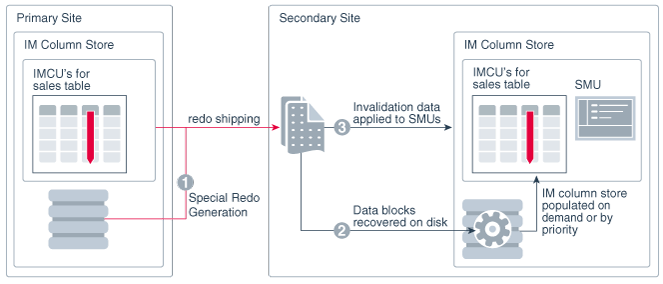 Primary Site
IM Column Store
IMCU's for
sales table
redo shipping
1
Special Redo
Generation
Secondary Site
3
Invalidation data
applied to SMUs
2
Data blocks
recovered on disk
IM Column Store
IMCU's for
sales table
SMU
IM column store
populated on
demand or by
priority